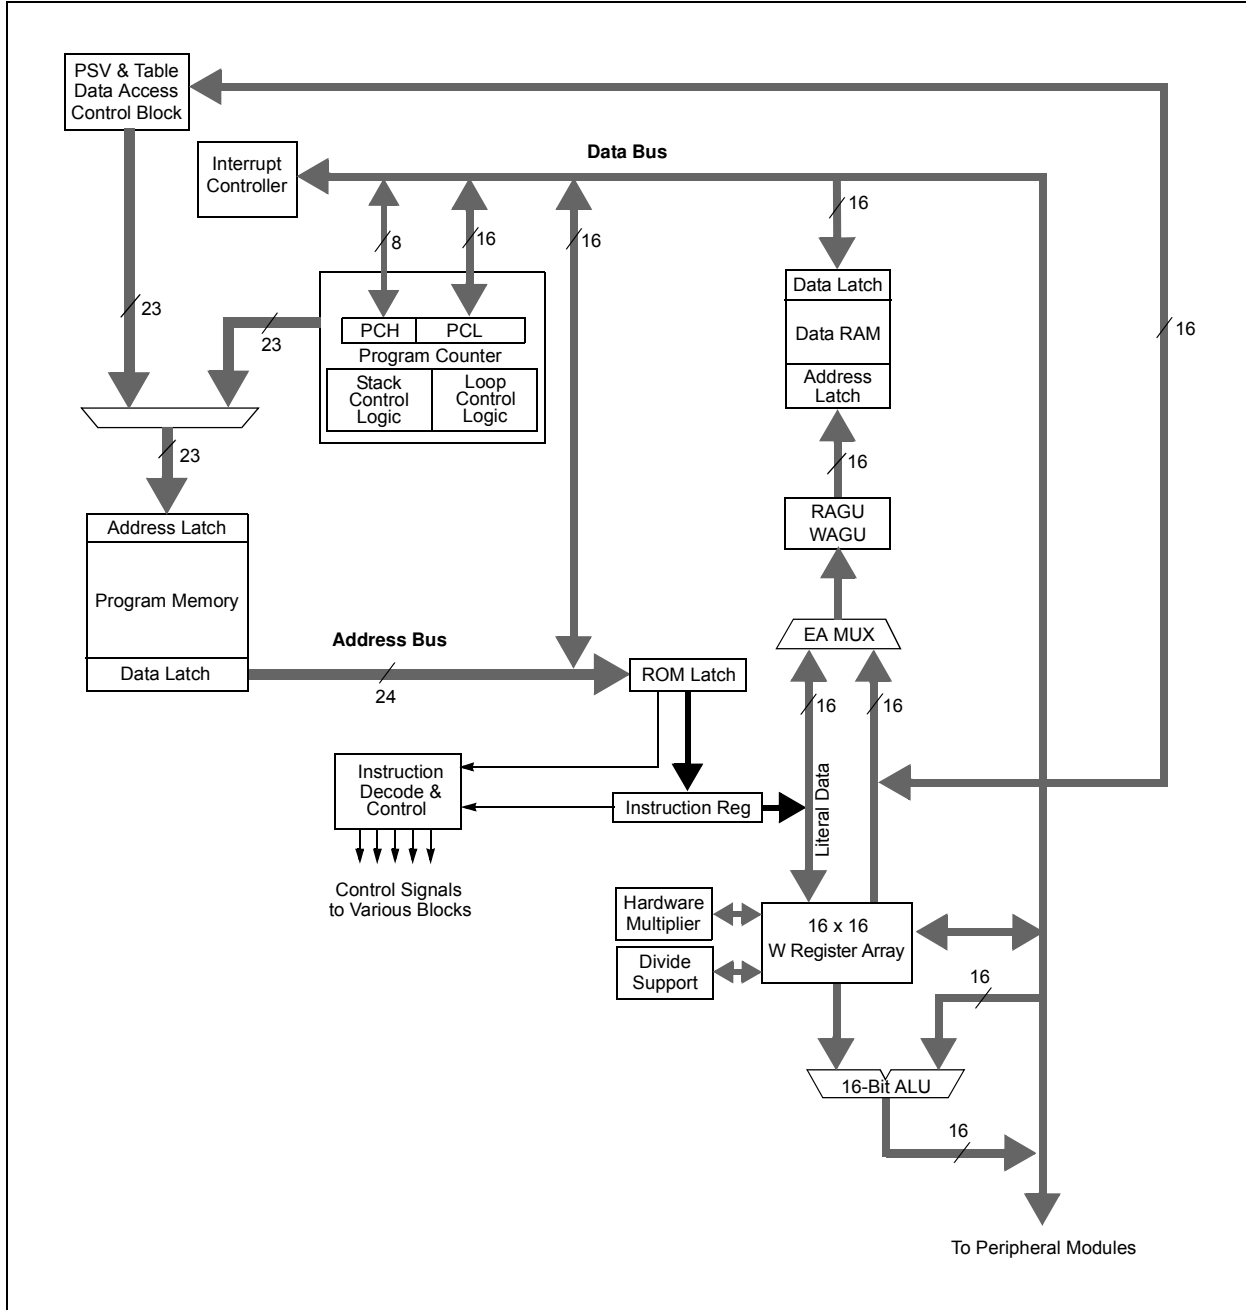 PSV & Table
Data Access
Control Block
Data Bus
Interrupt
Controller
16
8
16
16
23
23
16
Data Latch
PCH
PCL
Data RAM
Program Counter
Stack
Control
Logic
Loop
Control
Logic
Address
Latch
23
16
RAGU
WAGU
Address Latch
Program Memory
EA MUX
Address Bus
Data Latch
24
ROM Latch
16
16
Instruction
Decode &
Control
Instruction Reg
Literal Data
Control Signals
to Various Blocks
Hardware
Multiplier
16 x 16
W Register Array
Divide
Support
16
16-Bit ALU
16
To Peripheral Modules